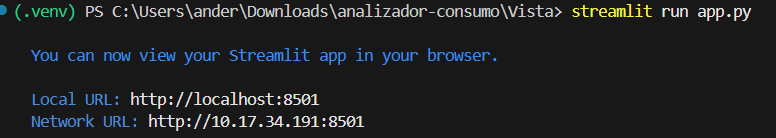 (.venv) PS C:\Users\ander\Downloads\analizador-consumo\Vista> streamlit run app.py
You can now view your Streamlit app in your browser.
Local URL: http://localhost:8501
Network URL: http://10.17.34.191:8501